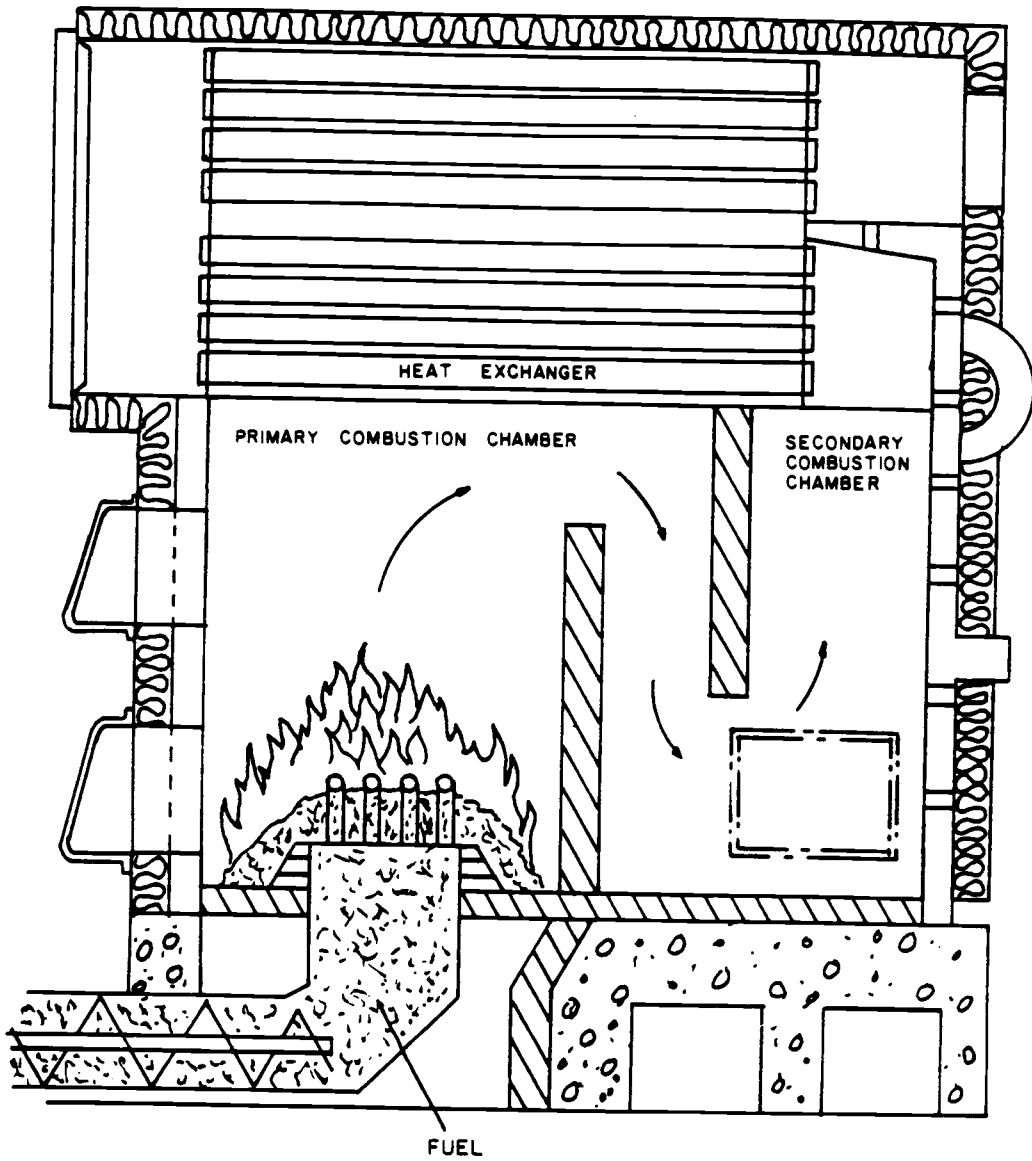 HEAT EXCHANGER
PRIMARY COMBUSTION CHAMBER
SECONDARY
COMBUSTION
CHAMBER
FUEL